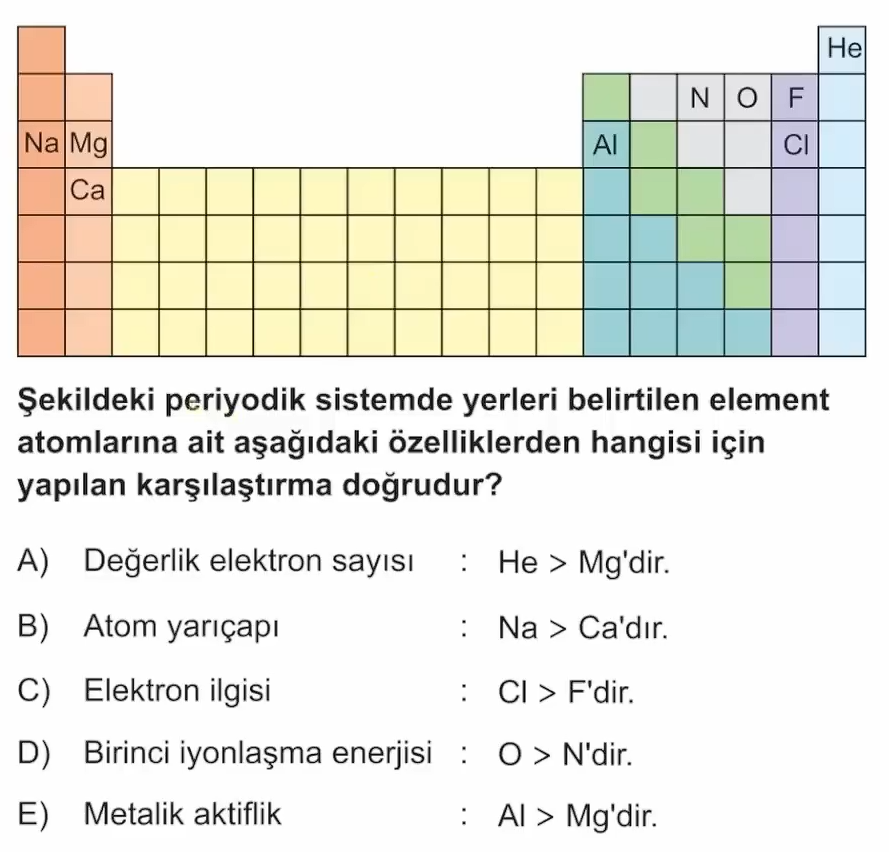 He
N O F
Na Mg Al Cl
Ca
Şekildeki periyodik sistemde yerleri belirtilen element
atomlarına ait aşağıdaki özelliklerden hangisi için
yapılan karşılaştırma doğrudur?
A) Değerlik elektron sayısı : He > Mg'dir.
B) Atom yarıçapı : Na > Ca'dır.
C) Elektron ilgisi : Cl > F'dir.
D) Birinci iyonlaşma enerjisi : O > N'dir.
E) Metalik aktiflik : Al > Mg'dir.